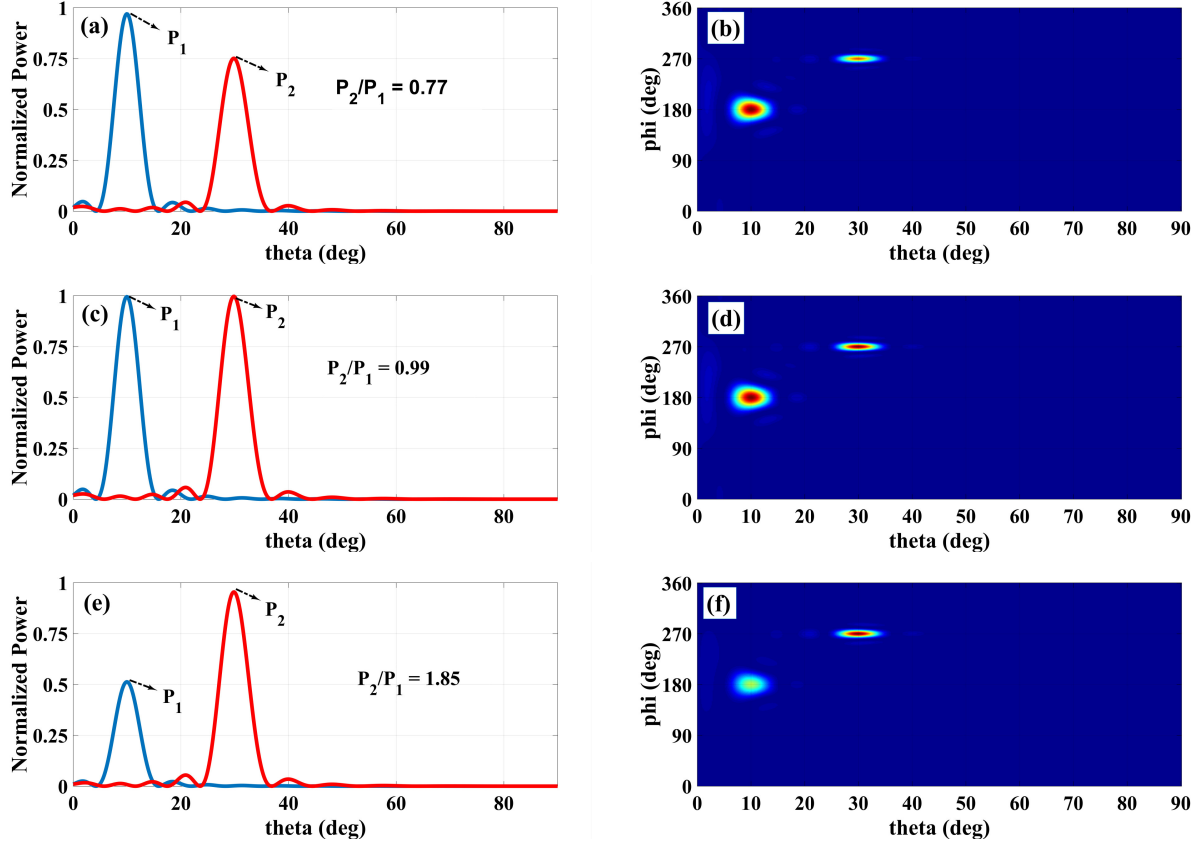 (a)
Normalized Power
1
0.75
0.5
0.25
0
P1
P2
P2/P1 = 0.77
0 20 40 60 80
theta (deg)
(b)
phi (deg)
360
270
180
90
0
0 10 20 30 40 50 60 70 80 90
theta (deg)
(c)
Normalized Power
1
0.75
0.5
0.25
0
P1
P2
P2/P1 = 0.99
0 20 40 60 80
theta (deg)
(d)
phi (deg)
360
270
180
90
0
0 10 20 30 40 50 60 70 80 90
theta (deg)
(e)
Normalized Power
1
0.75
0.5
0.25
0
P2
P1
P2/P1 = 1.85
0 20 40 60 80
theta (deg)
(f)
phi (deg)
360
270
180
90
0
0 10 20 30 40 50 60 70 80 90
theta (deg)